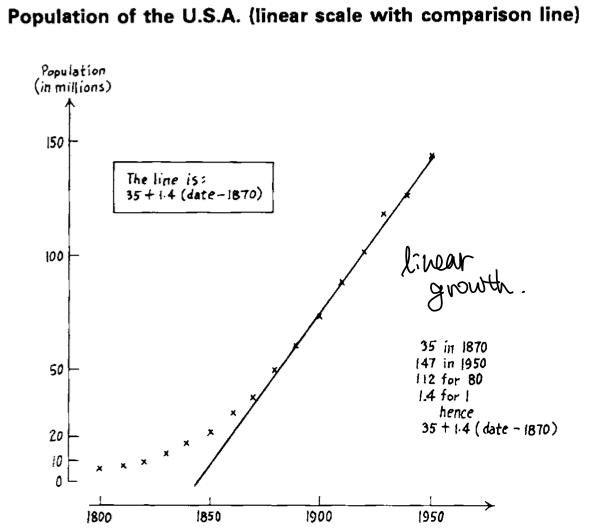 Population of the U.S.A. (linear scale with comparison line)
Population
(in millions)
150
The line is:
35 + 1.4 (date - 1870)
100
linear
growth.
35 in 1870
147 in 1950
112 for 80
1.4 for 1
hence
35 + 1.4 (date - 1870)
50
20
10
0
1800
1850
1900
1950